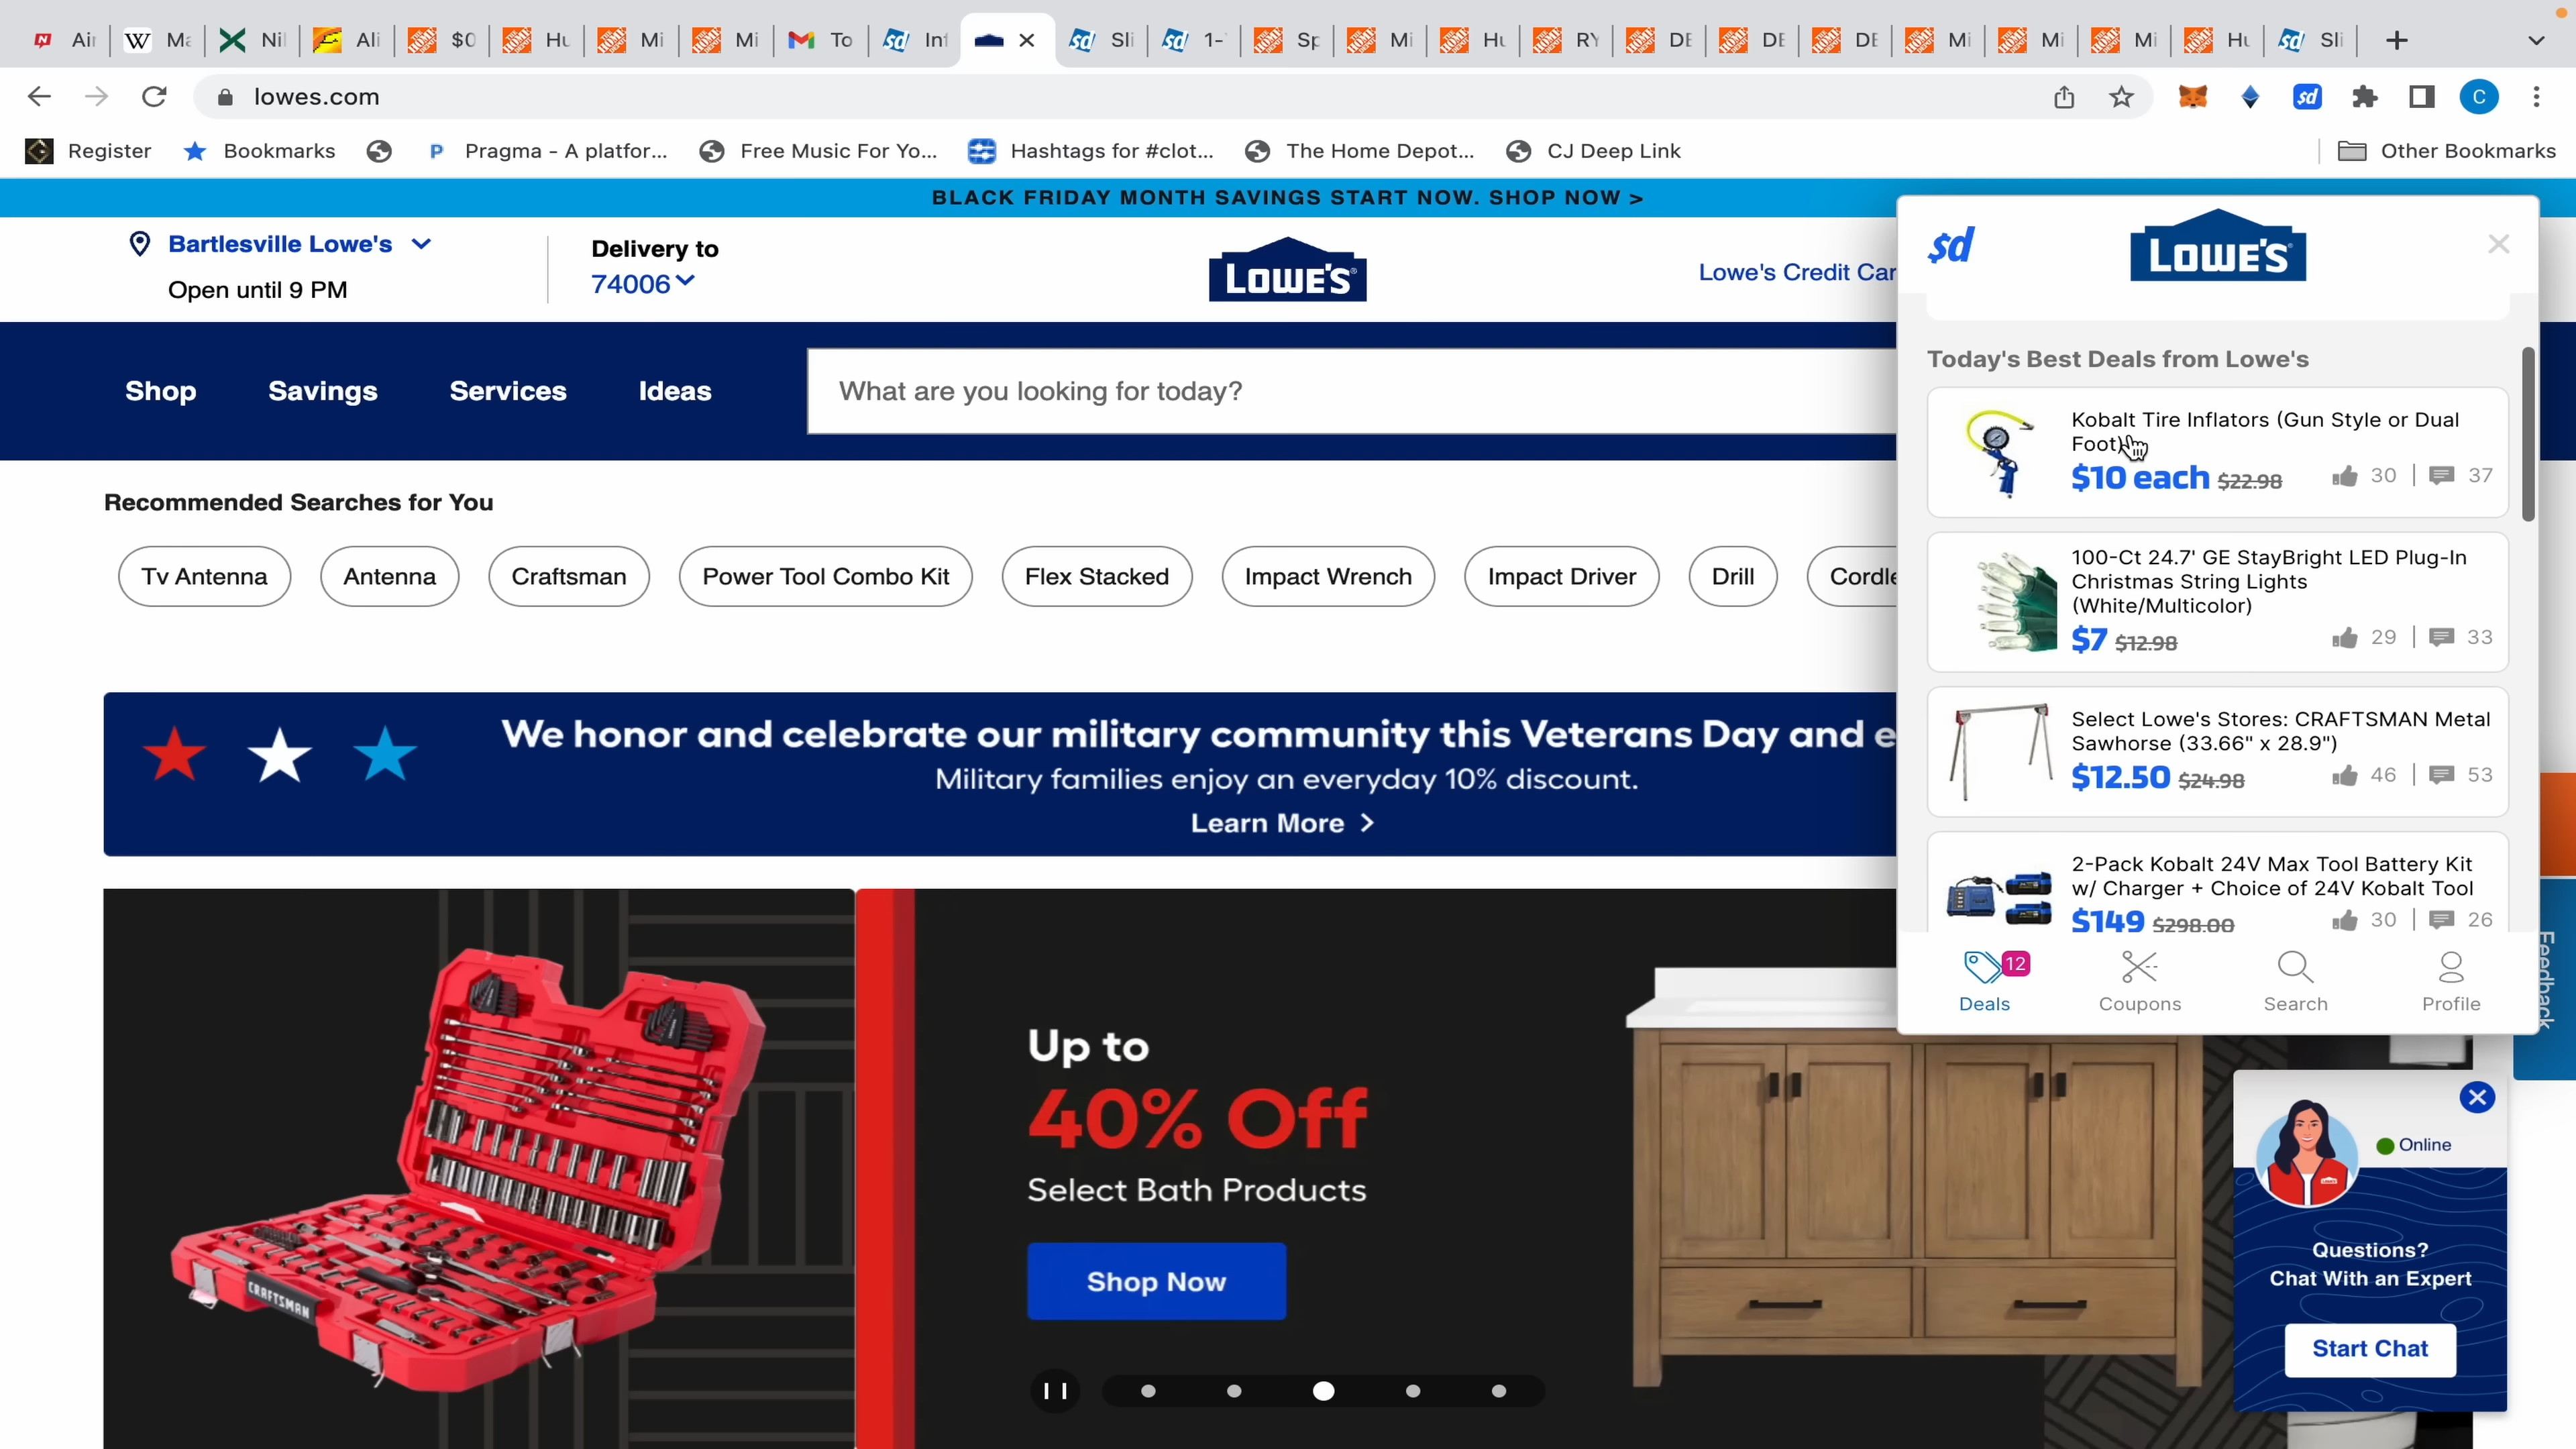 Air
W Ma
Nil
Ali
$0
Hu
Mi
Mi
To
sd Int
sd Sli
sd 1-
Sp
Mi
Hu
RY
DE
DE
DE
Mi
Mi
Mi
Hu
sd Sli
lowes.com
sd
C
Register
Bookmarks
P Pragma - A platfor...
Free Music For Yo...
Hashtags for #clot...
The Home Depot...
CJ Deep Link
Other Bookmarks
BLACK FRIDAY MONTH SAVINGS START NOW. SHOP NOW >
Bartlesville Lowe's
Open until 9 PM
Delivery to
74006
LOWE'S
Lowe's Credit Car
Shop
Savings
Services
Ideas
What are you looking for today?
Recommended Searches for You
Tv Antenna
Antenna
Craftsman
Power Tool Combo Kit
Flex Stacked
Impact Wrench
Impact Driver
Drill
Cordle
We honor and celebrate our military community this Veterans Day and e
Military families enjoy an everyday 10% discount.
Learn More >
CRAFTSMAN
Up to
40% Off
Select Bath Products
Shop Now
$d
LOWE'S
Today's Best Deals from Lowe's
Kobalt Tire Inflators (Gun Style or Dual
Foot)
$10 each $22.98 30 | 37
100-Ct 24.7' GE StayBright LED Plug-In
Christmas String Lights
(White/Multicolor)
$7 $12.98 29 | 33
Select Lowe's Stores: CRAFTSMAN Metal
Sawhorse (33.66" x 28.9")
$12.50 $24.98 46 | 53
2-Pack Kobalt 24V Max Tool Battery Kit
w/ Charger + Choice of 24V Kobalt Tool
$149 $298.00 30 | 26
12
Deals
Coupons
Search
Profile
Feedback
Online
Questions?
Chat With an Expert
Start Chat